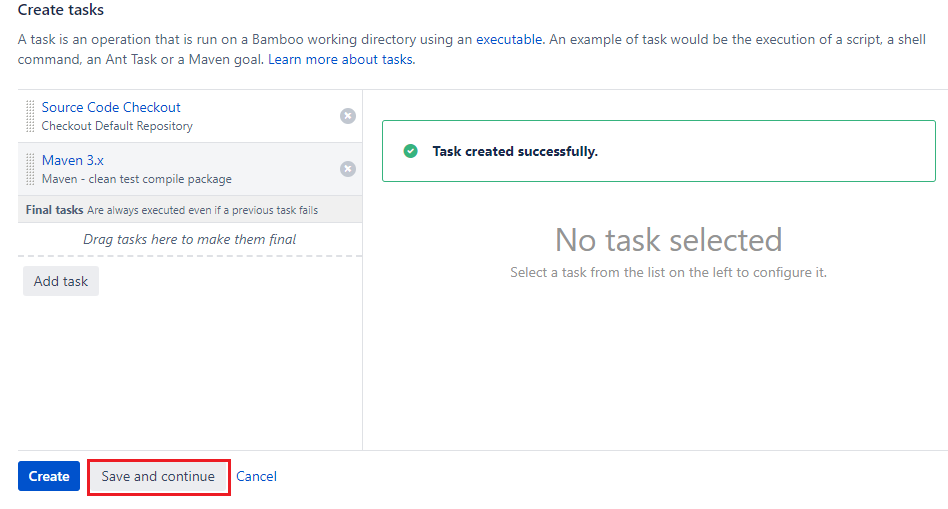 Create tasks
A task is an operation that is run on a Bamboo working directory using an executable. An example of task would be the execution of a script, a shell
command, an Ant Task or a Maven goal. Learn more about tasks.
Source Code Checkout
Checkout Default Repository
Maven 3.x
Maven - clean test compile package
Final tasks Are always executed even if a previous task fails
Drag tasks here to make them final
Add task
Task created successfully.
No task selected
Select a task from the list on the left to configure it.
Create
Save and continue
Cancel